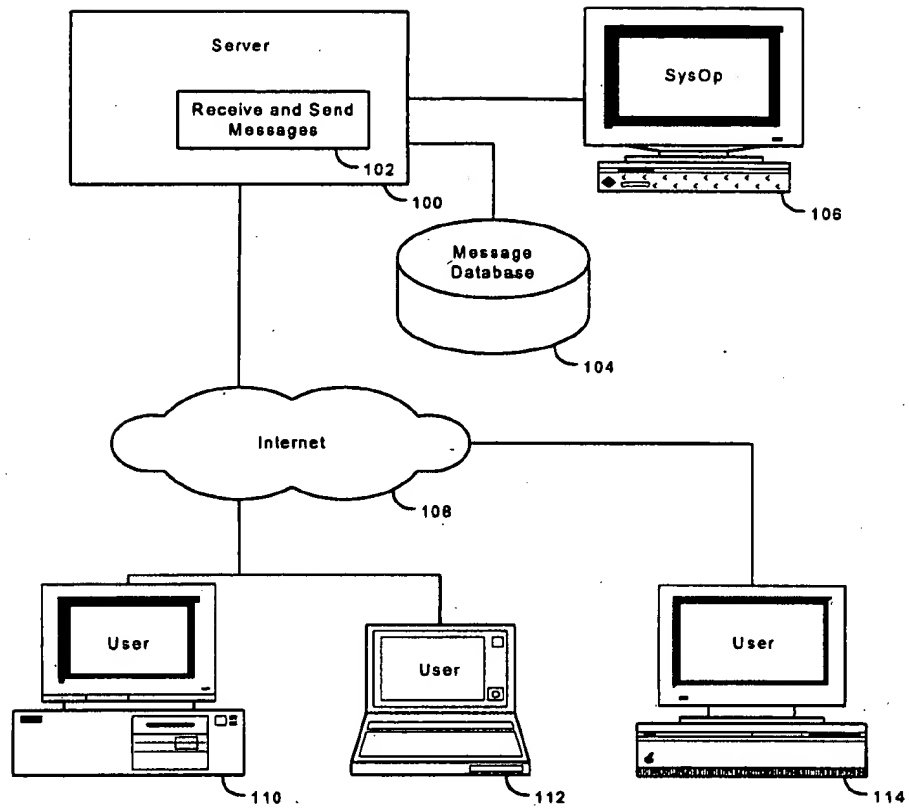 Server
SysOp
Receive and Send
Messages
102
100
106
Message
Database
104
Internet
108
User
User
User
110
112
114